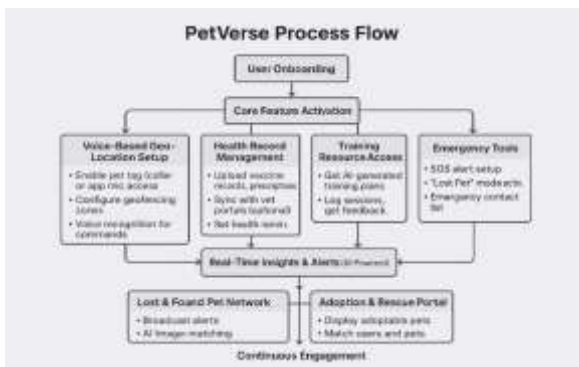 PetVerse Process Flow
User Onboarding
Core Feature Activation
Voice-Based Geo-
Location Setup
• Enable pet tag (collar
or app mic access
• Configure geofencing
zones
• Voice recognition for
commands
Health Record
Management
• Upload vaccine
records, prescription
• Sync with vet
portals (optional)
• Set health remin
Training
Resource Access
• Get AI-generated
training plans
• Log sessions,
get feedback
Emergency Tools
• SOS alert setup
• "Lost Pet" mode
• Emergency contact
list
Real-Time Insights & Alerts (AI-Powered)
Lost & Found Pet Network
• Broadcast alerts
• AI Image-matching
Adoption & Rescue Portal
• Display adoptable pets
• Match users and pets
Continuous Engagement